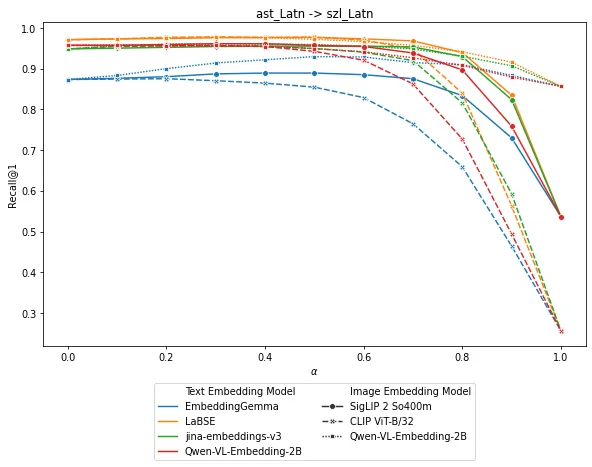 ast_Latn -> szl_Latn
1.0
0.9
0.8
0.7
0.6
0.5
0.4
0.3
Recall@1
0.0 0.2 0.4 0.6 0.8 1.0
α
Text Embedding Model Image Embedding Model
EmbeddingGemma SigLIP 2 So400m
LaBSE CLIP ViT-B/32
jina-embeddings-v3 Qwen-VL-Embedding-2B
Qwen-VL-Embedding-2B